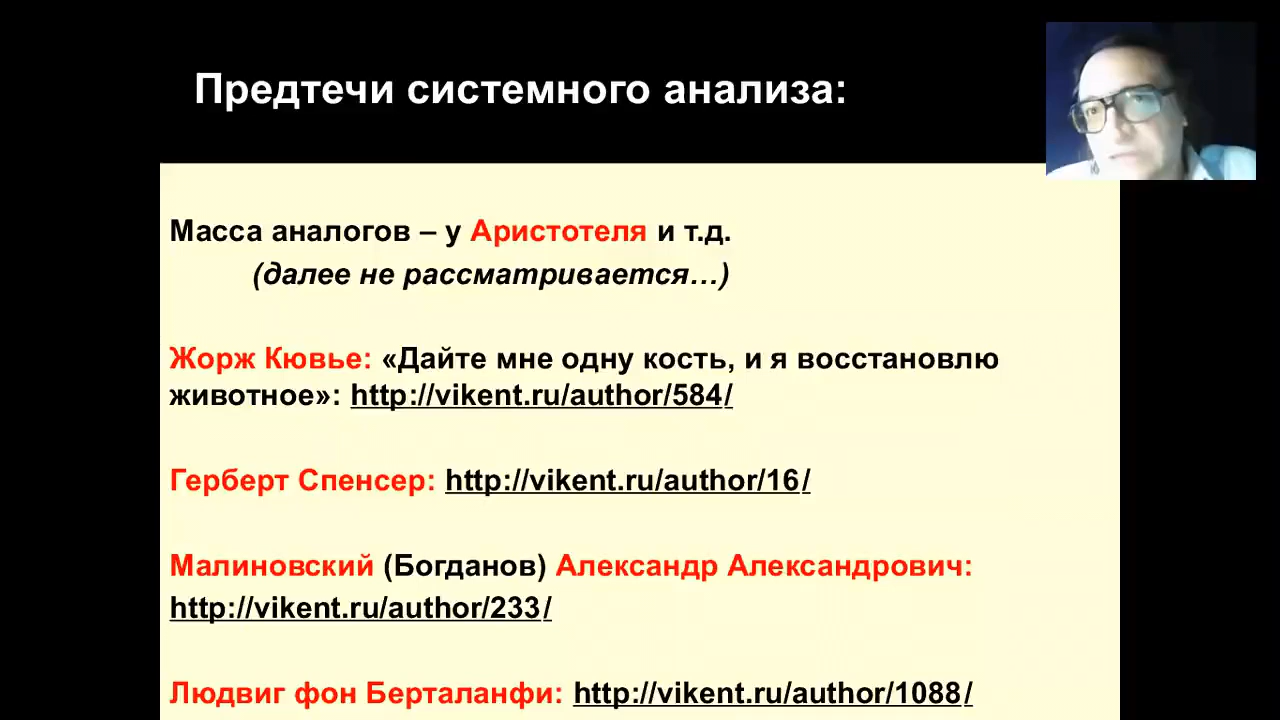 Предтечи системного анализа:
Масса аналогов – у Аристотеля и т.д.
(далее не рассматривается…)
Жорж Кювье: «Дайте мне одну кость, и я восстановлю
животное»: http://vikent.ru/author/584/
Герберт Спенсер: http://vikent.ru/author/16/
Малиновский (Богданов) Александр Александрович:
http://vikent.ru/author/233/
Людвиг фон Берталанфи: http://vikent.ru/author/1088/